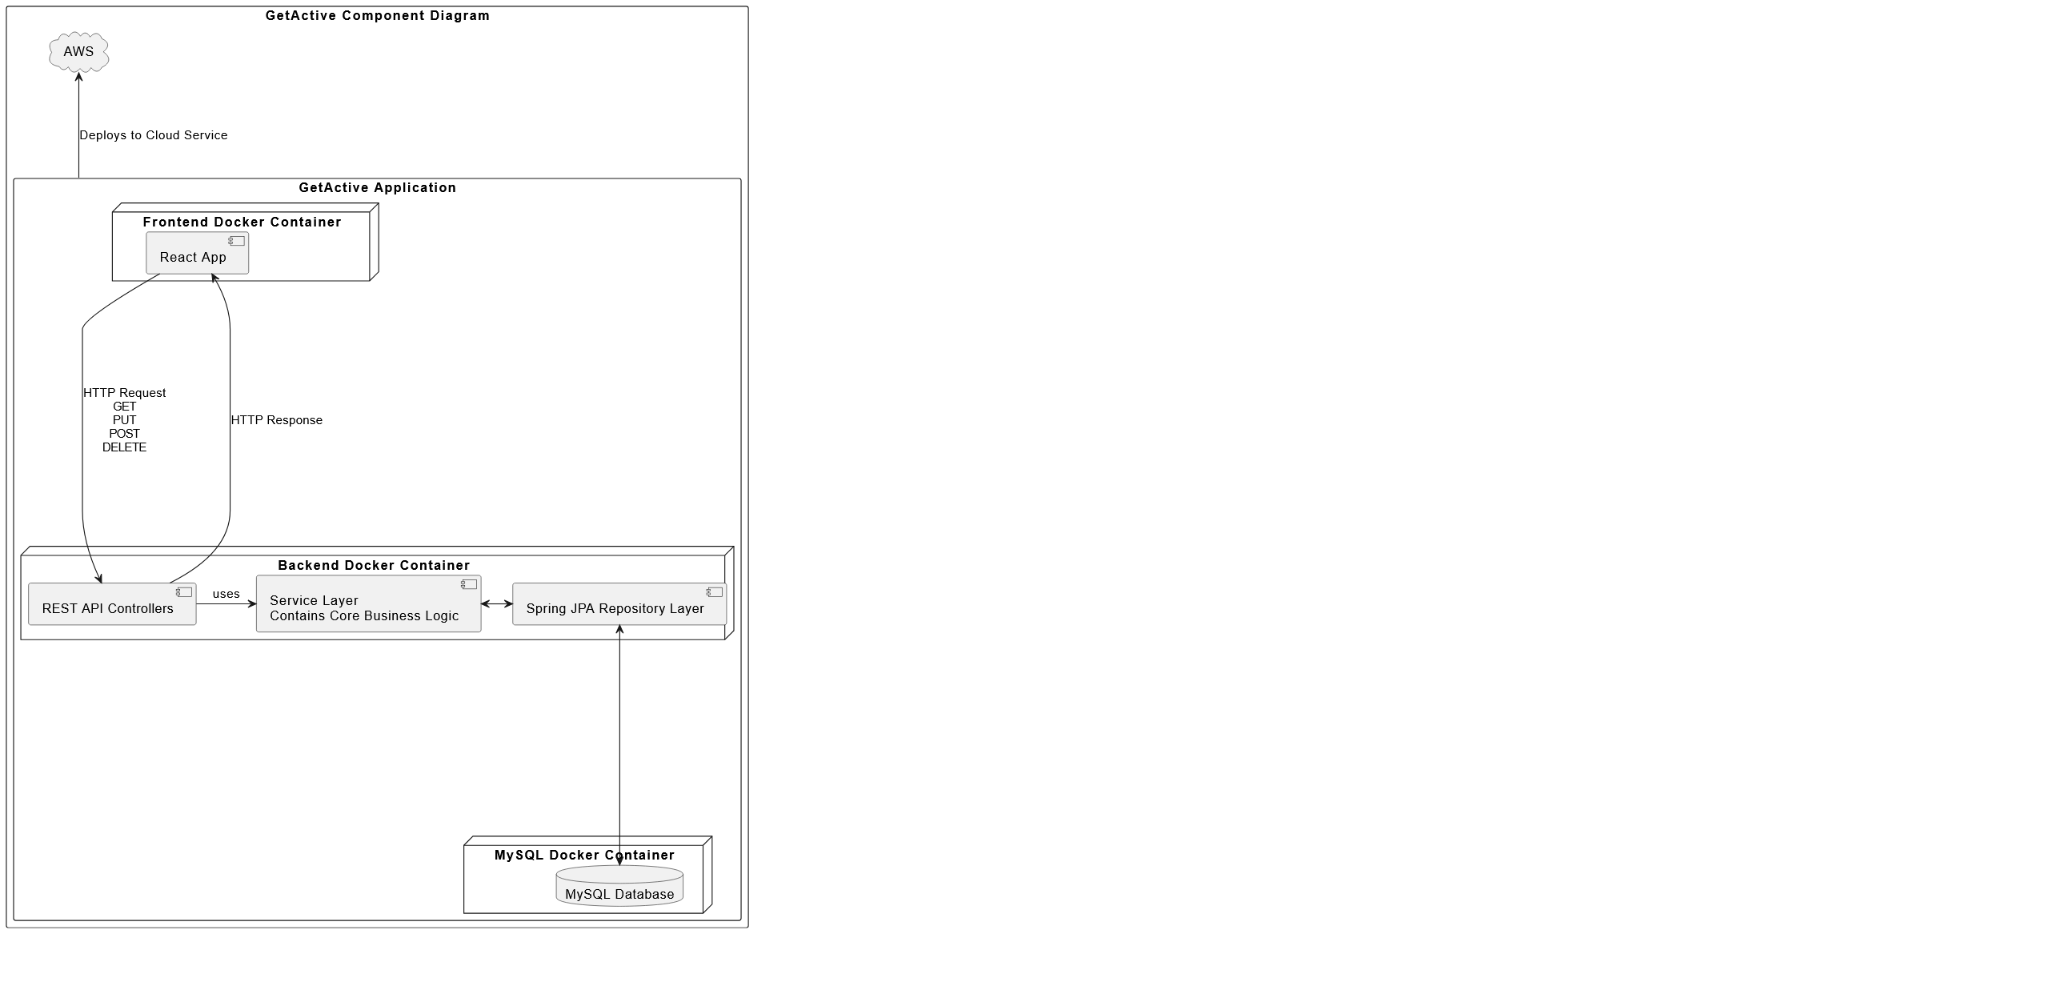 GetActive Component Diagram
AWS
Deploys to Cloud Service
GetActive Application
Frontend Docker Container
React App
HTTP Request
GET
PUT
POST
DELETE
HTTP Response
Backend Docker Container
REST API Controllers
uses
Service Layer
Contains Core Business Logic
Spring JPA Repository Layer
MySQL Docker Container
MySQL Database